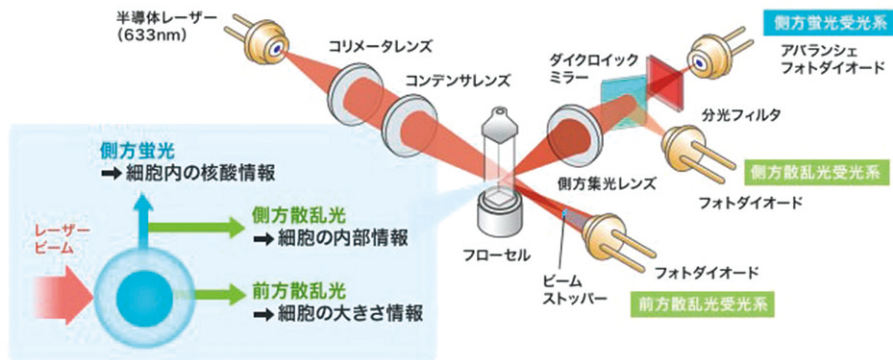 半導体レーザー
（633nm）
コリメータレンズ
コンデンサレンズ
ダイクロイック
ミラー
側方蛍光受光系
アバランシェ
フォトダイオード
分光フィルタ
側方散乱光受光系
フォトダイオード
側方集光レンズ
フローセル
ビーム
ストッパー
フォトダイオード
前方散乱光受光系
側方蛍光
➞ 細胞内の核酸情報
側方散乱光
➞ 細胞の内部情報
レーザー
ビーム
前方散乱光
➞ 細胞の大きさ情報